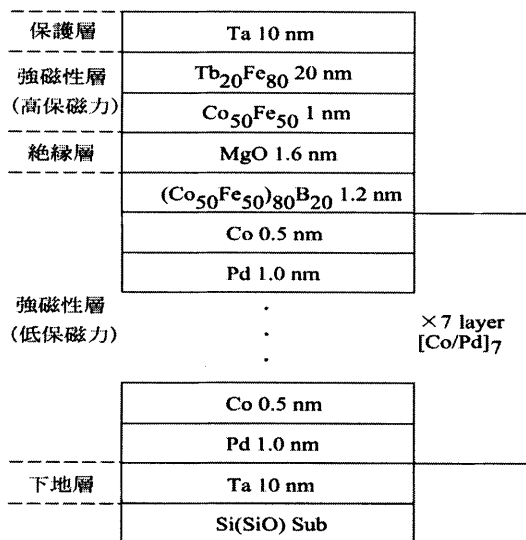 保護層
Ta 10 nm
強磁性層
(高保磁力)
Tb20Fe80 20 nm
Co50Fe50 1 nm
絶縁層
MgO 1.6 nm
(Co50Fe50)80B20 1.2 nm
Co 0.5 nm
Pd 1.0 nm
強磁性層
(低保磁力)
×7 layer
[Co/Pd]7
Co 0.5 nm
Pd 1.0 nm
下地層
Ta 10 nm
Si(SiO) Sub